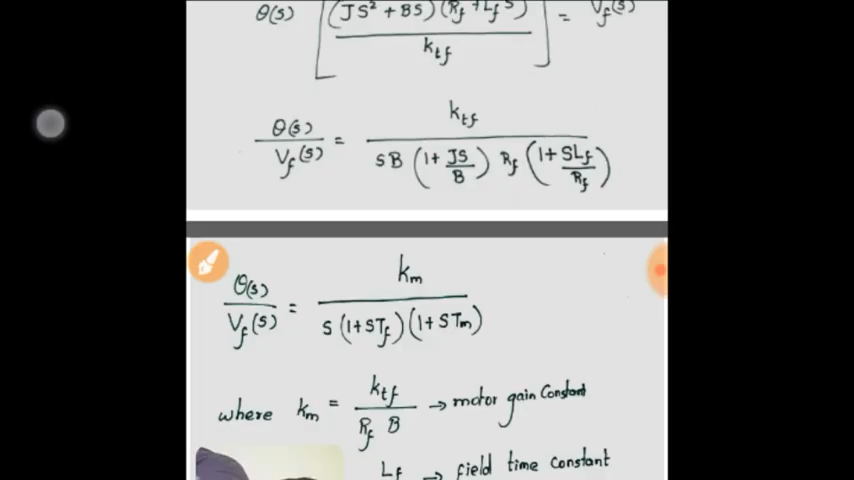 θ(s) [ (JS² + BS) (Rf + Lf S) / ktf ] = Vf(s)
θ(s) / Vf(s) = ktf / SB (1 + JS/B) Rf (1 + SLf/Rf)
θ(s) / Vf(s) = km / S (1+STf) (1+STm)
where km = ktf / Rf B → motor gain Constant
Lf → field time constant